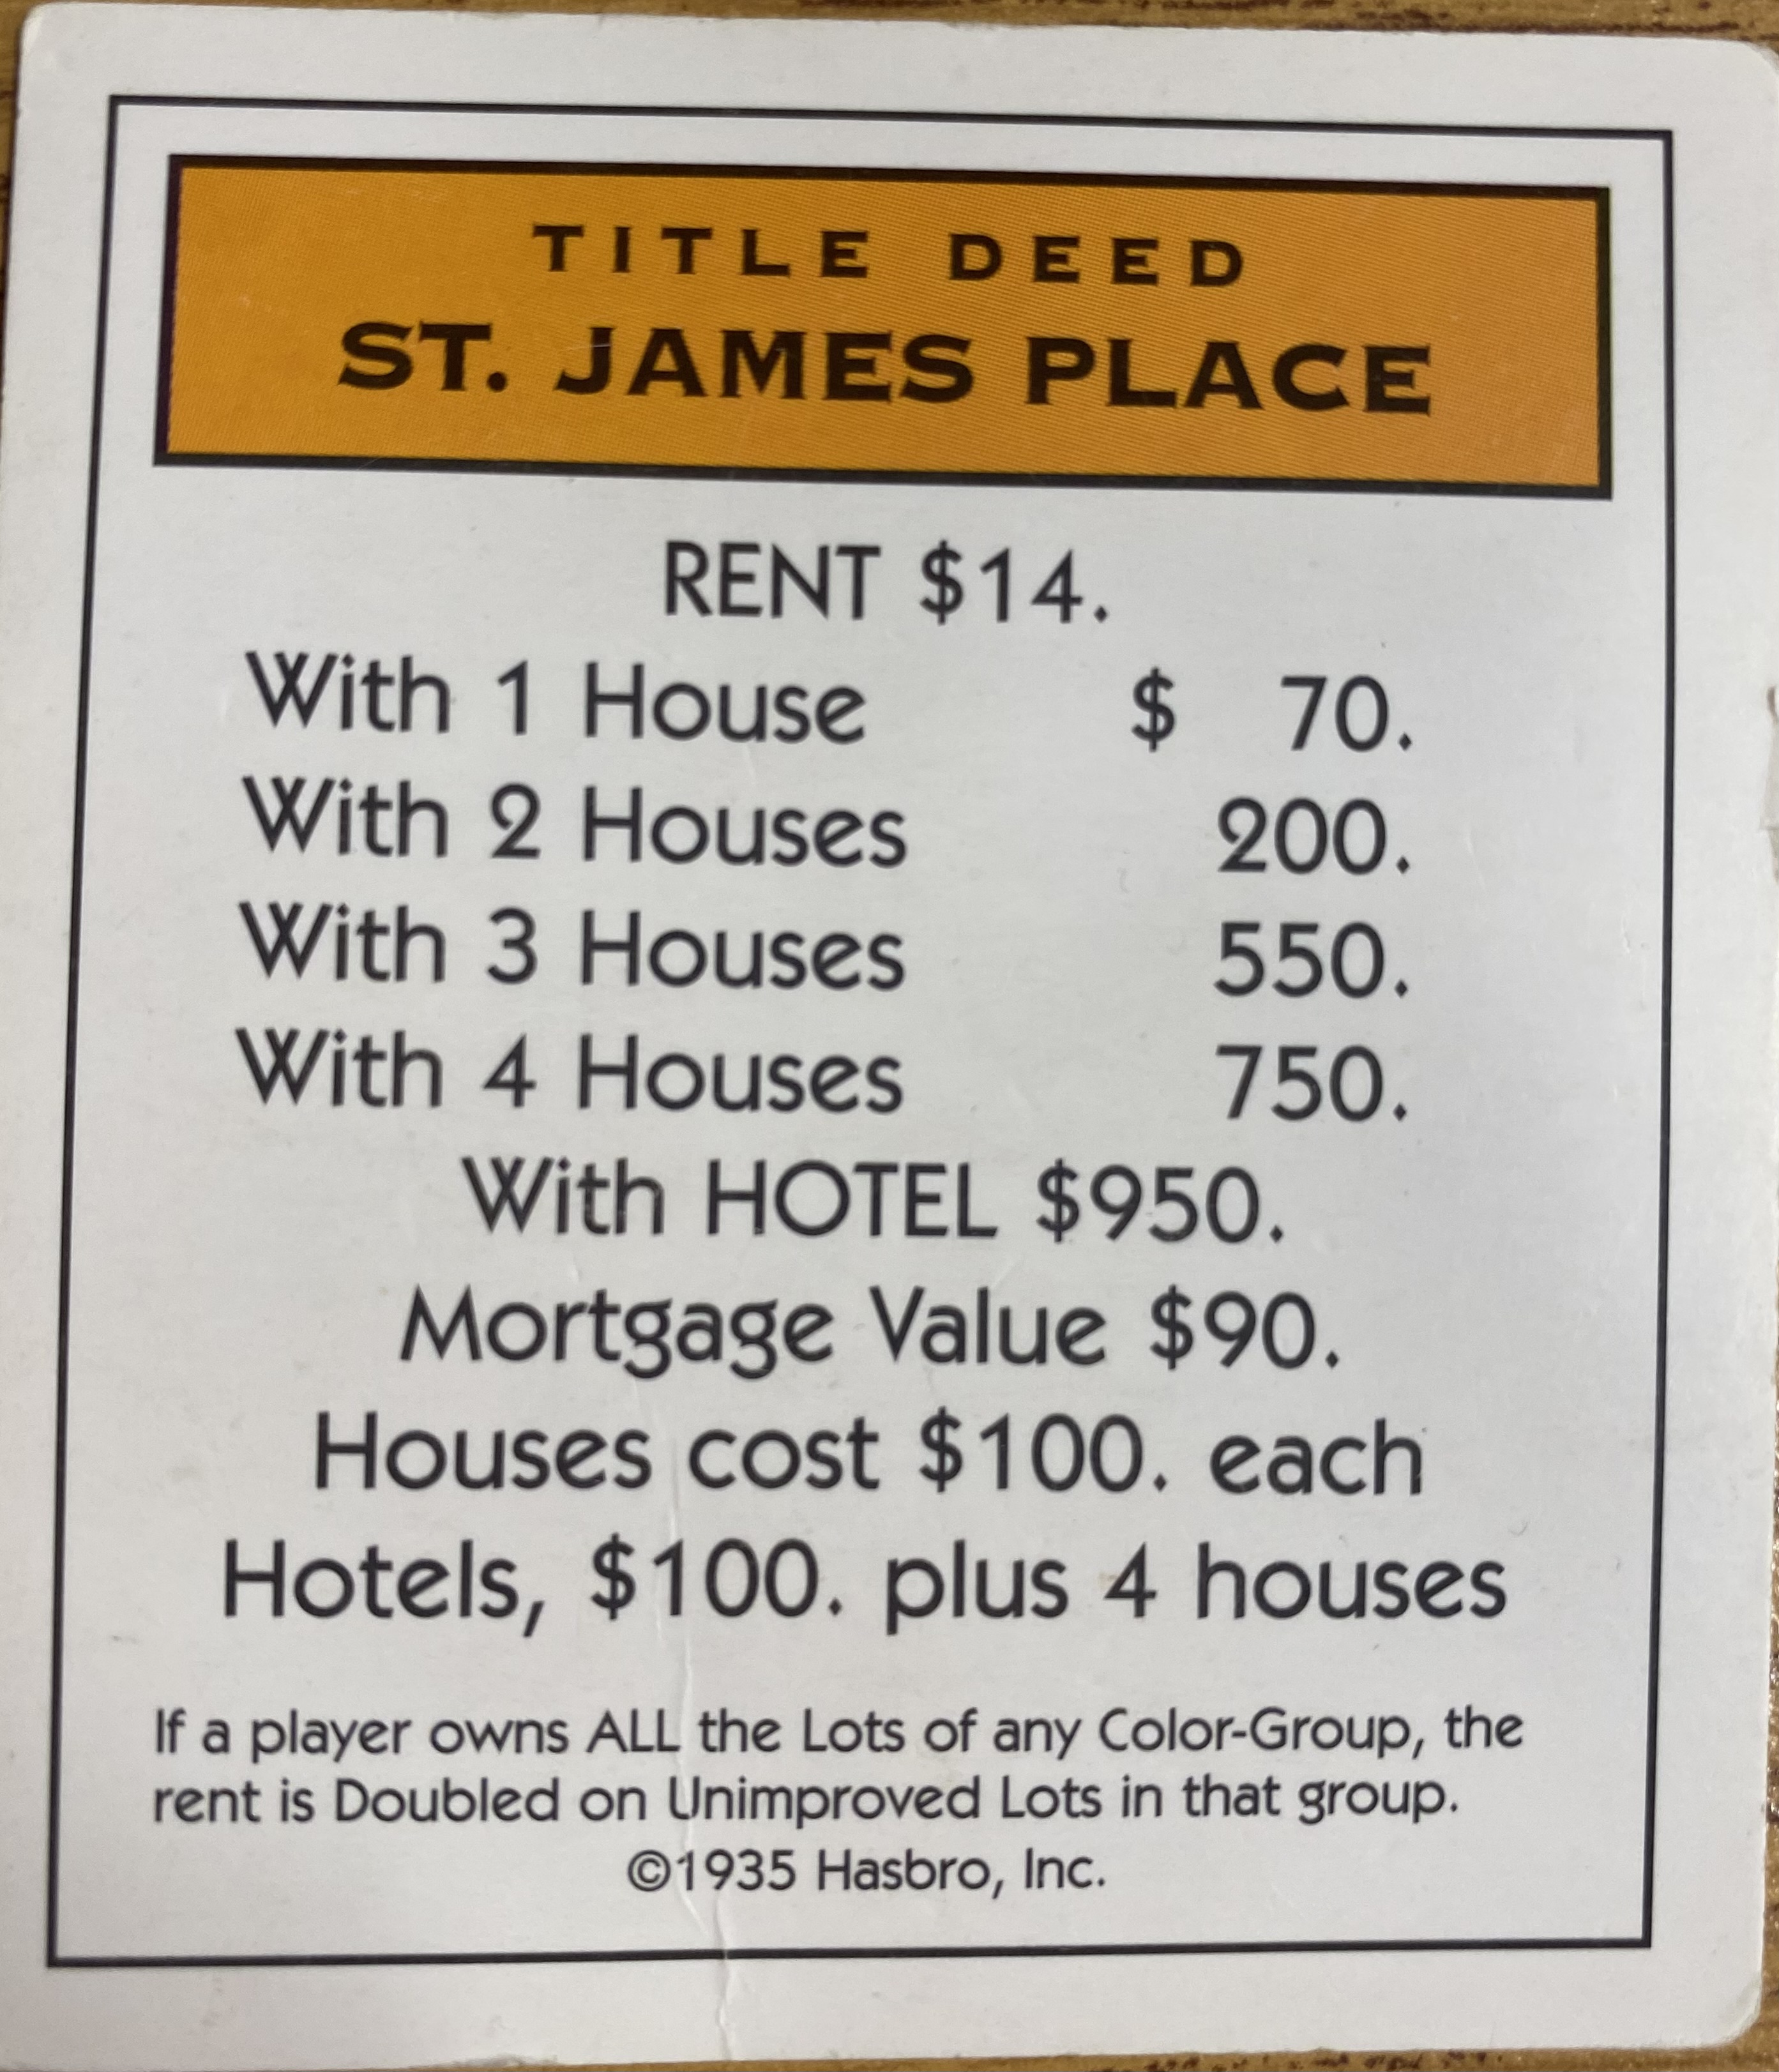 TITLE DEED
ST. JAMES PLACE
RENT $14.
With 1 House $ 70.
With 2 Houses 200.
With 3 Houses 550.
With 4 Houses 750.
With HOTEL $950.
Mortgage Value $90.
Houses cost $100. each
Hotels, $100. plus 4 houses
If a player owns ALL the Lots of any Color-Group, the
rent is Doubled on Unimproved Lots in that group.
©1935 Hasbro, Inc.